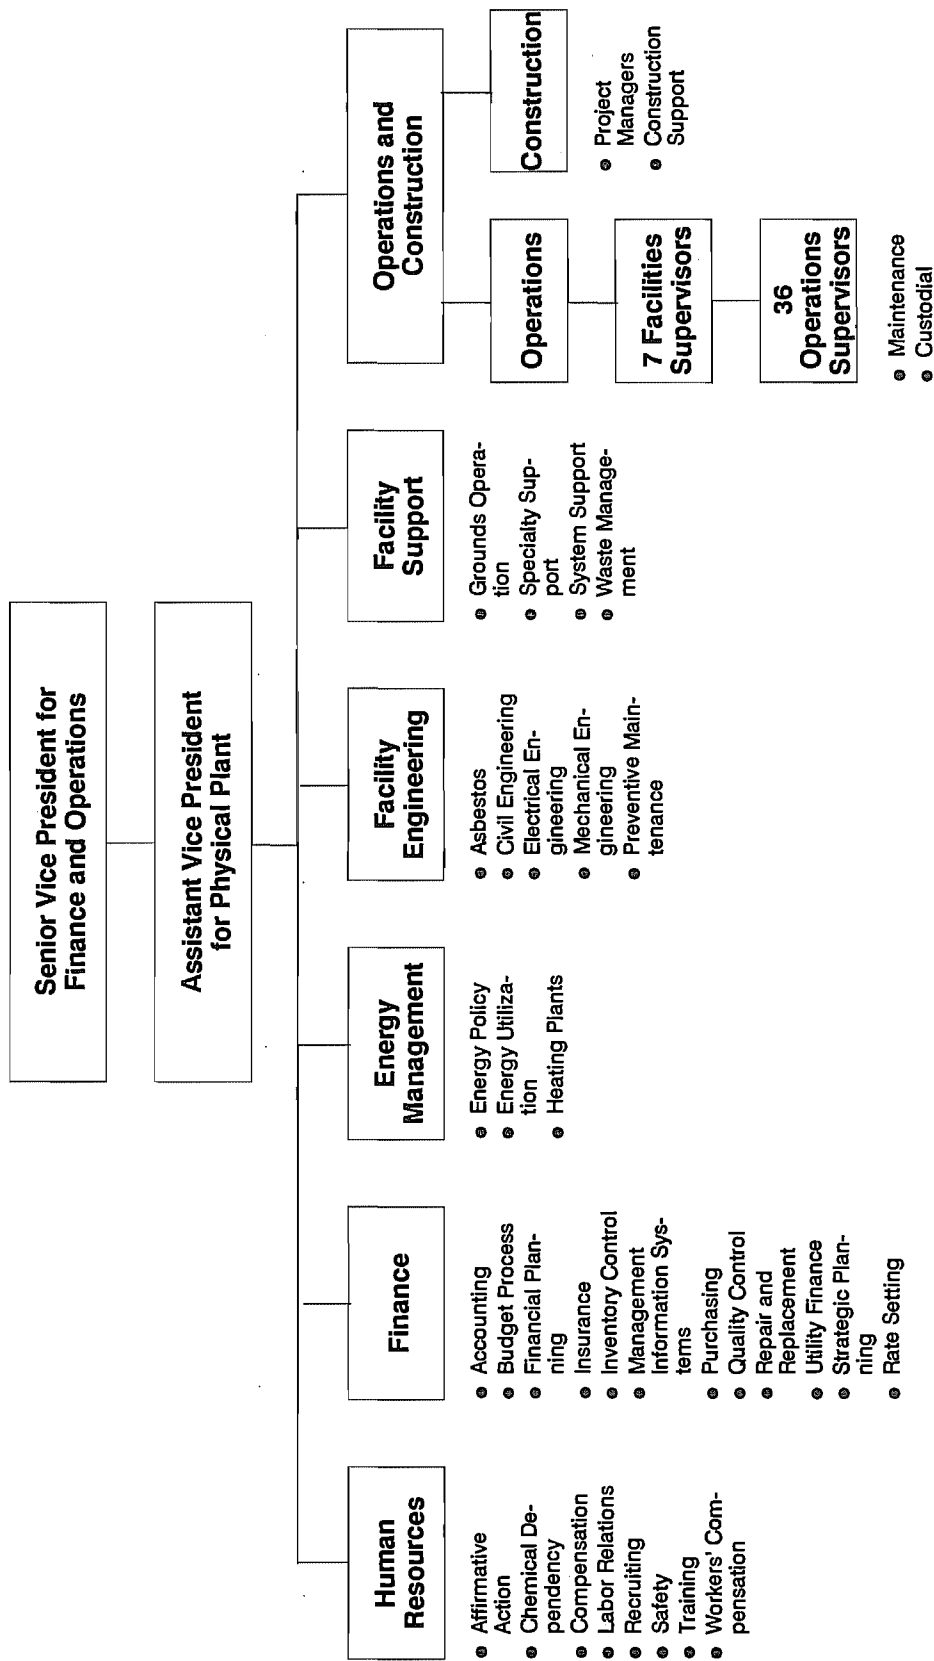 Senior Vice President for
Finance and Operations
Assistant Vice President
for Physical Plant
Human
Resources
● Affirmative
Action
● Chemical De-
pendency
● Compensation
● Labor Relations
● Recruiting
● Safety
● Training
● Workers' Com-
pensation
Finance
● Accounting
● Budget Process
● Financial Plan-
ning
● Insurance
● Inventory Control
● Management
Information Sys-
tems
● Purchasing
● Quality Control
● Repair and
Replacement
● Utility Finance
● Strategic Plan-
ning
● Rate Setting
Energy
Management
● Energy Policy
● Energy Utiliza-
tion
● Heating Plants
Facility
Engineering
● Asbestos
● Civil Engineering
● Electrical En-
gineering
● Mechanical En-
gineering
● Preventive Main-
tenance
Facility
Support
● Grounds Opera-
tion
● Specialty Sup-
port
● System Support
● Waste Manage-
ment
Operations and
Construction
Operations
7 Facilities
Supervisors
36
Operations
Supervisors
● Maintenance
● Custodial
Construction
● Project
Managers
● Construction
Support